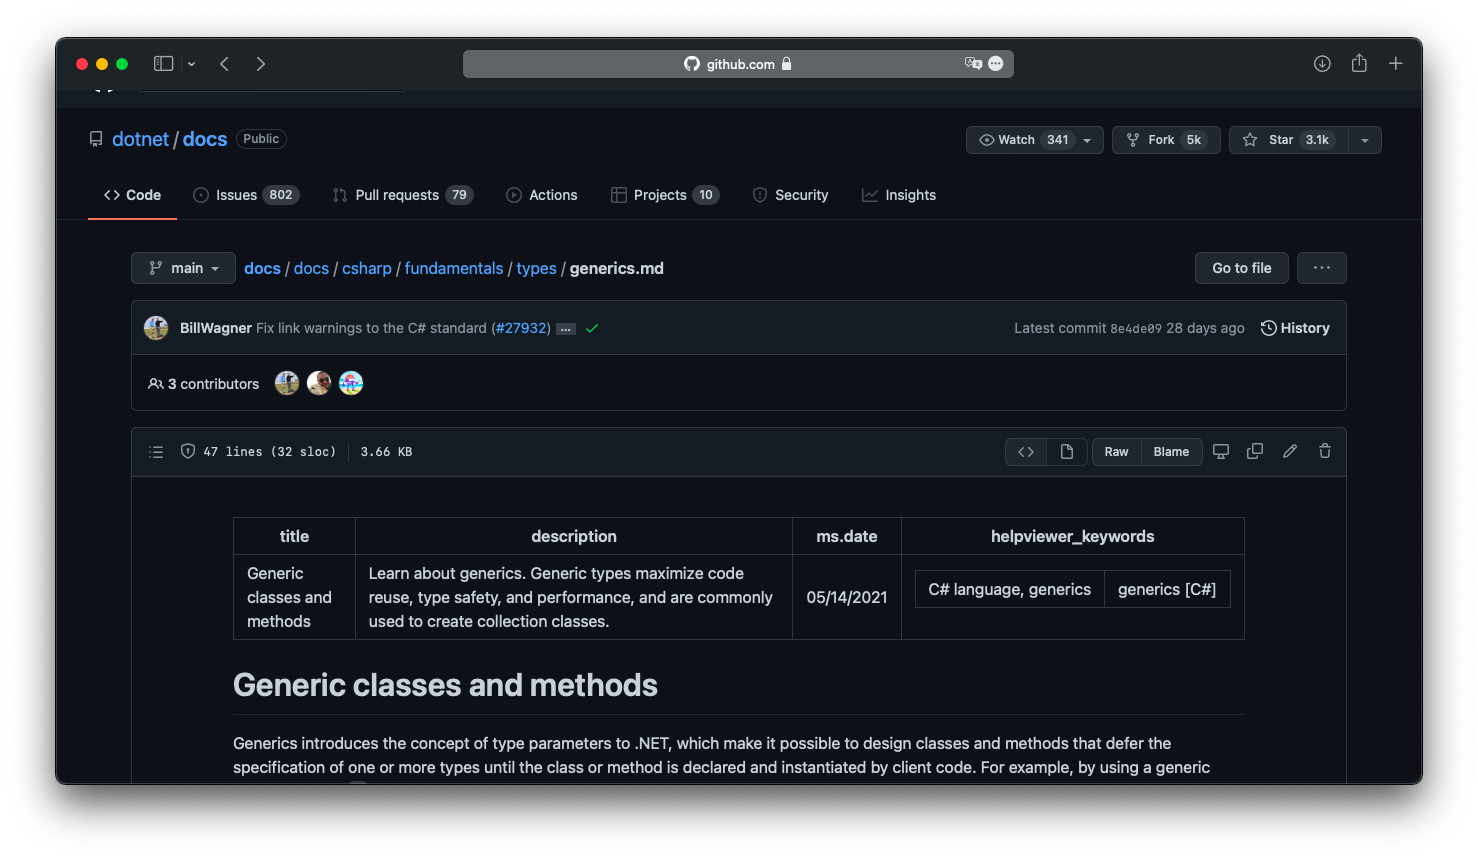 github.com
dotnet / docs Public
Watch 341
Fork 5k
Star 3.1k
<> Code
Issues 802
Pull requests 79
Actions
Projects 10
Security
Insights
main
docs / docs / csharp / fundamentals / types / generics.md
Go to file
...
BillWagner Fix link warnings to the C# standard (#27932) ...
Latest commit 8e4de09 28 days ago
History
3 contributors
47 lines (32 sloc)
3.66 KB
<>
Raw
Blame
title description ms.date helpviewer_keywords
Generic
classes and
methods
Learn about generics. Generic types maximize code
reuse, type safety, and performance, and are commonly
used to create collection classes.
05/14/2021
C# language, generics
generics [C#]
Generic classes and methods
Generics introduces the concept of type parameters to .NET, which make it possible to design classes and methods that defer the
specification of one or more types until the class or method is declared and instantiated by client code. For example, by using a generic